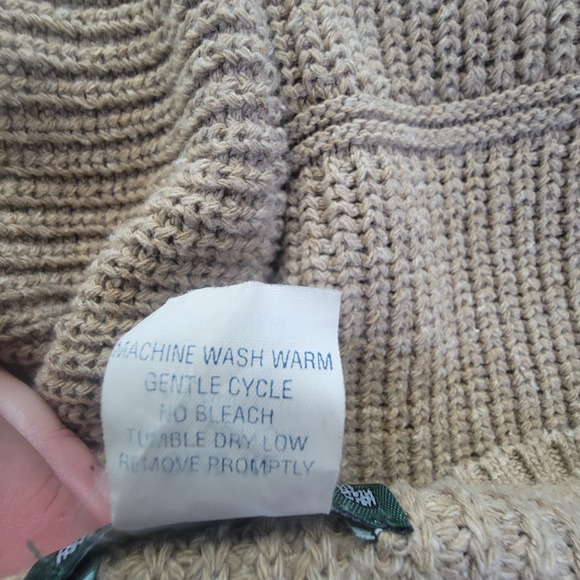 MACHINE WASH WARM
GENTLE CYCLE
NO BLEACH
TUMBLE DRY LOW
REMOVE PROMPTLY